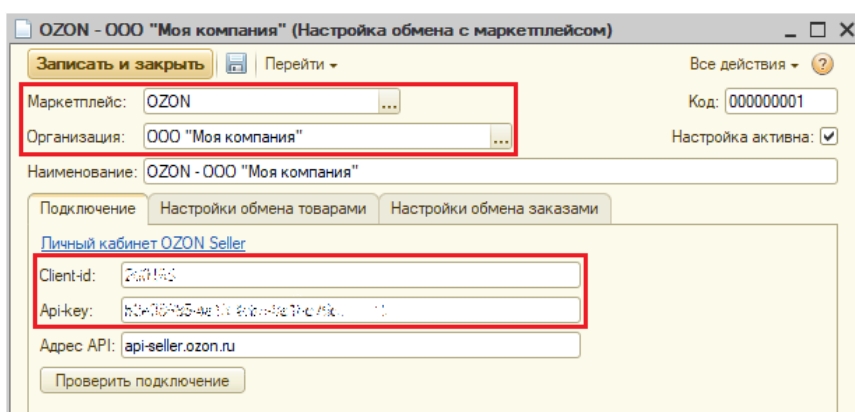 OZON - ООО "Моя компания" (Настройка обмена с маркетплейсом)
Записать и закрыть Перейти Все действия ?
Маркетплейс: OZON ... Код: 000000001
Организация: ООО "Моя компания" ... Настройка активна:
Наименование: OZON - ООО "Моя компания"
Подключение Настройки обмена товарами Настройки обмена заказами
Личный кабинет OZON Seller
Client-id:
Api-key:
Адрес API: api-seller.ozon.ru
Проверить подключение